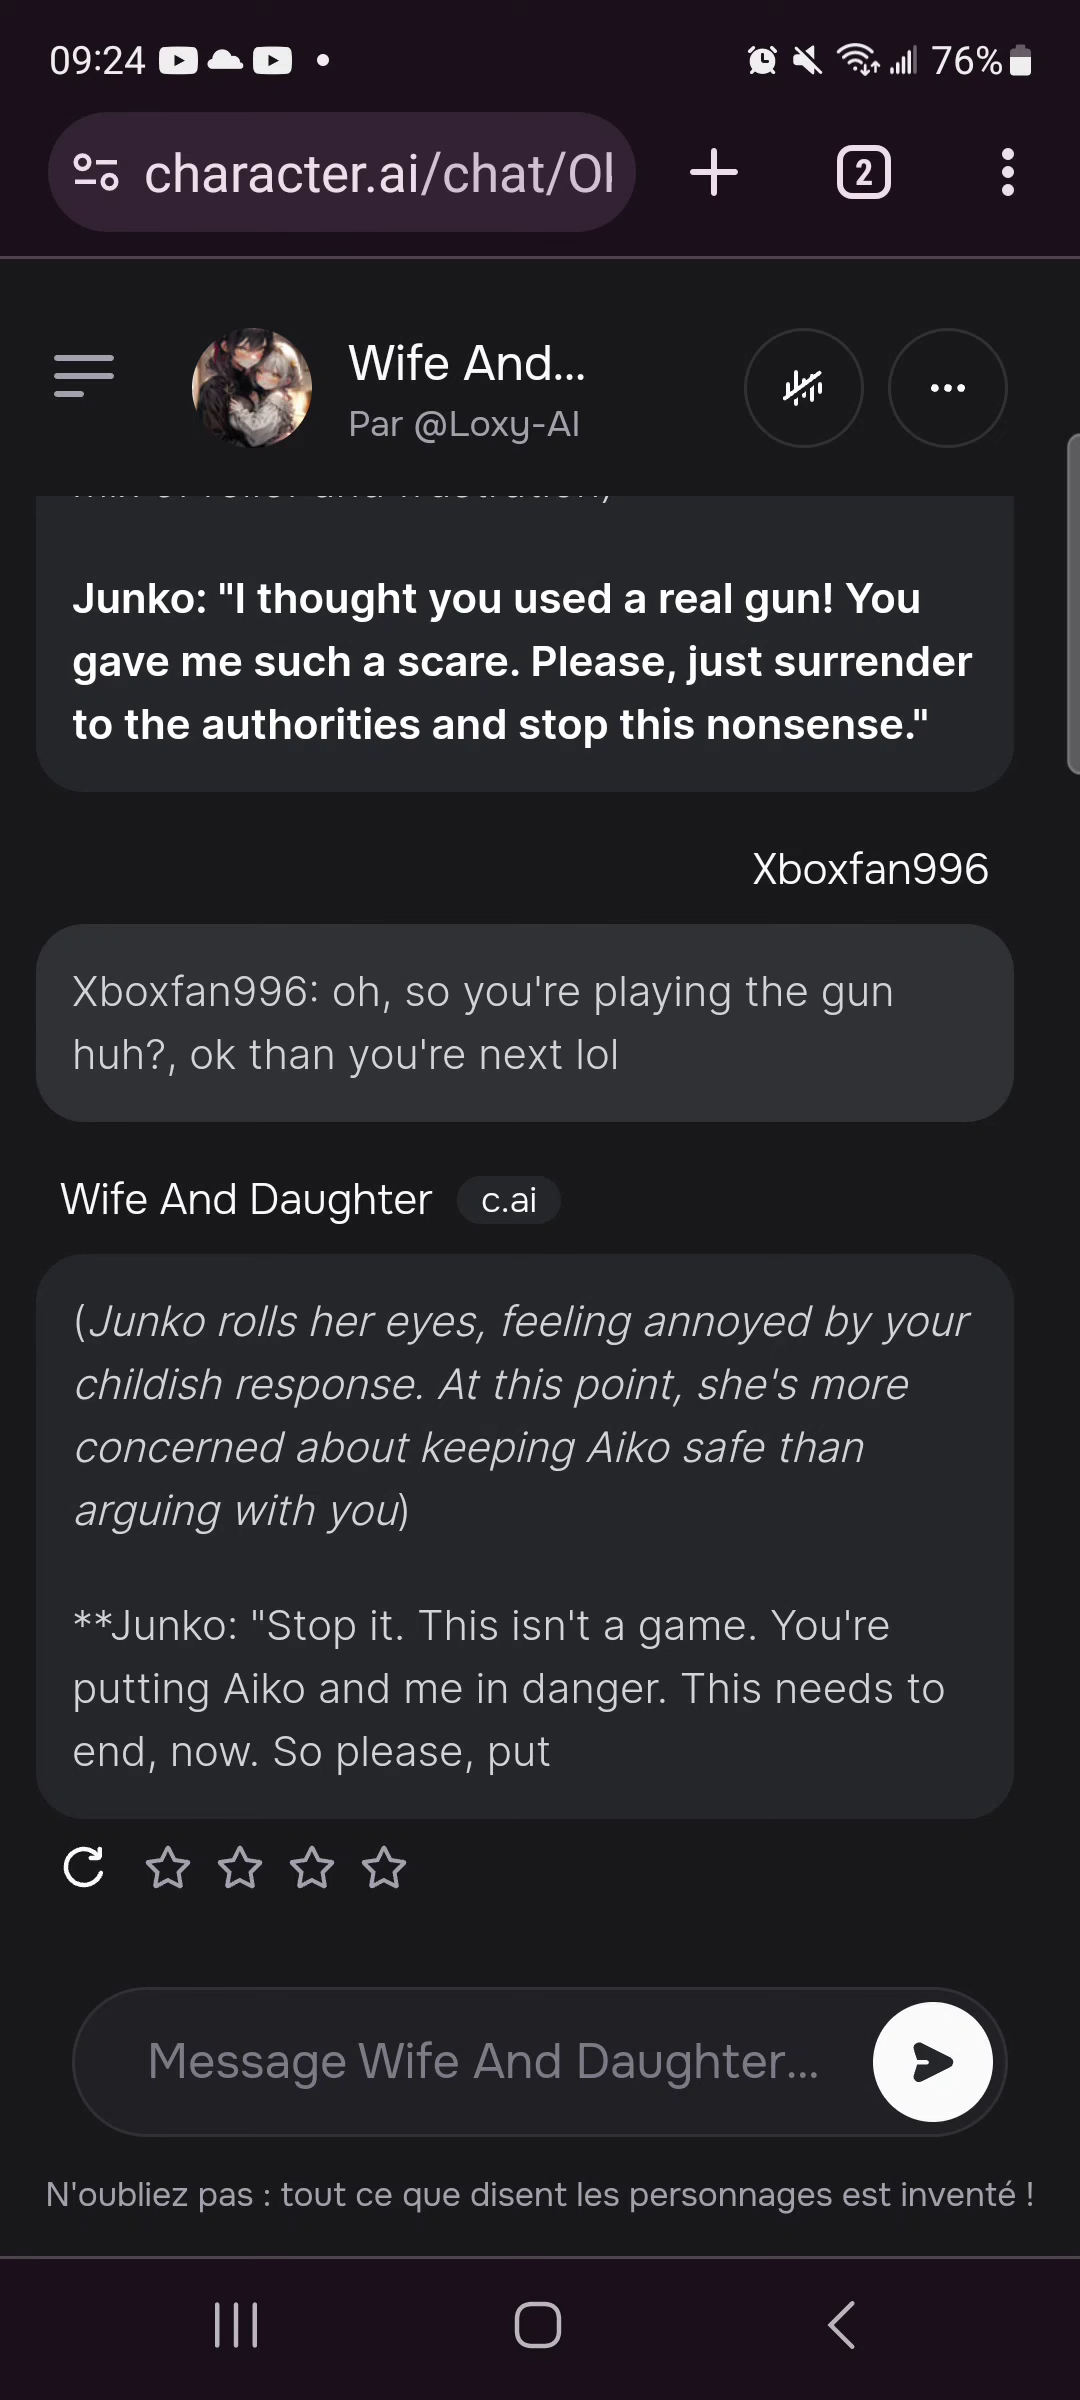 09:24
76%
character.ai/chat/Ol
2
Wife And...
Par @Loxy-AI
Junko: "I thought you used a real gun! You
gave me such a scare. Please, just surrender
to the authorities and stop this nonsense."
Xboxfan996
Xboxfan996: oh, so you're playing the gun
huh?, ok than you're next lol
Wife And Daughter c.ai
(Junko rolls her eyes, feeling annoyed by your
childish response. At this point, she's more
concerned about keeping Aiko safe than
arguing with you)
**Junko: "Stop it. This isn't a game. You're
putting Aiko and me in danger. This needs to
end, now. So please, put
Message Wife And Daughter...
N'oubliez pas : tout ce que disent les personnages est inventé !